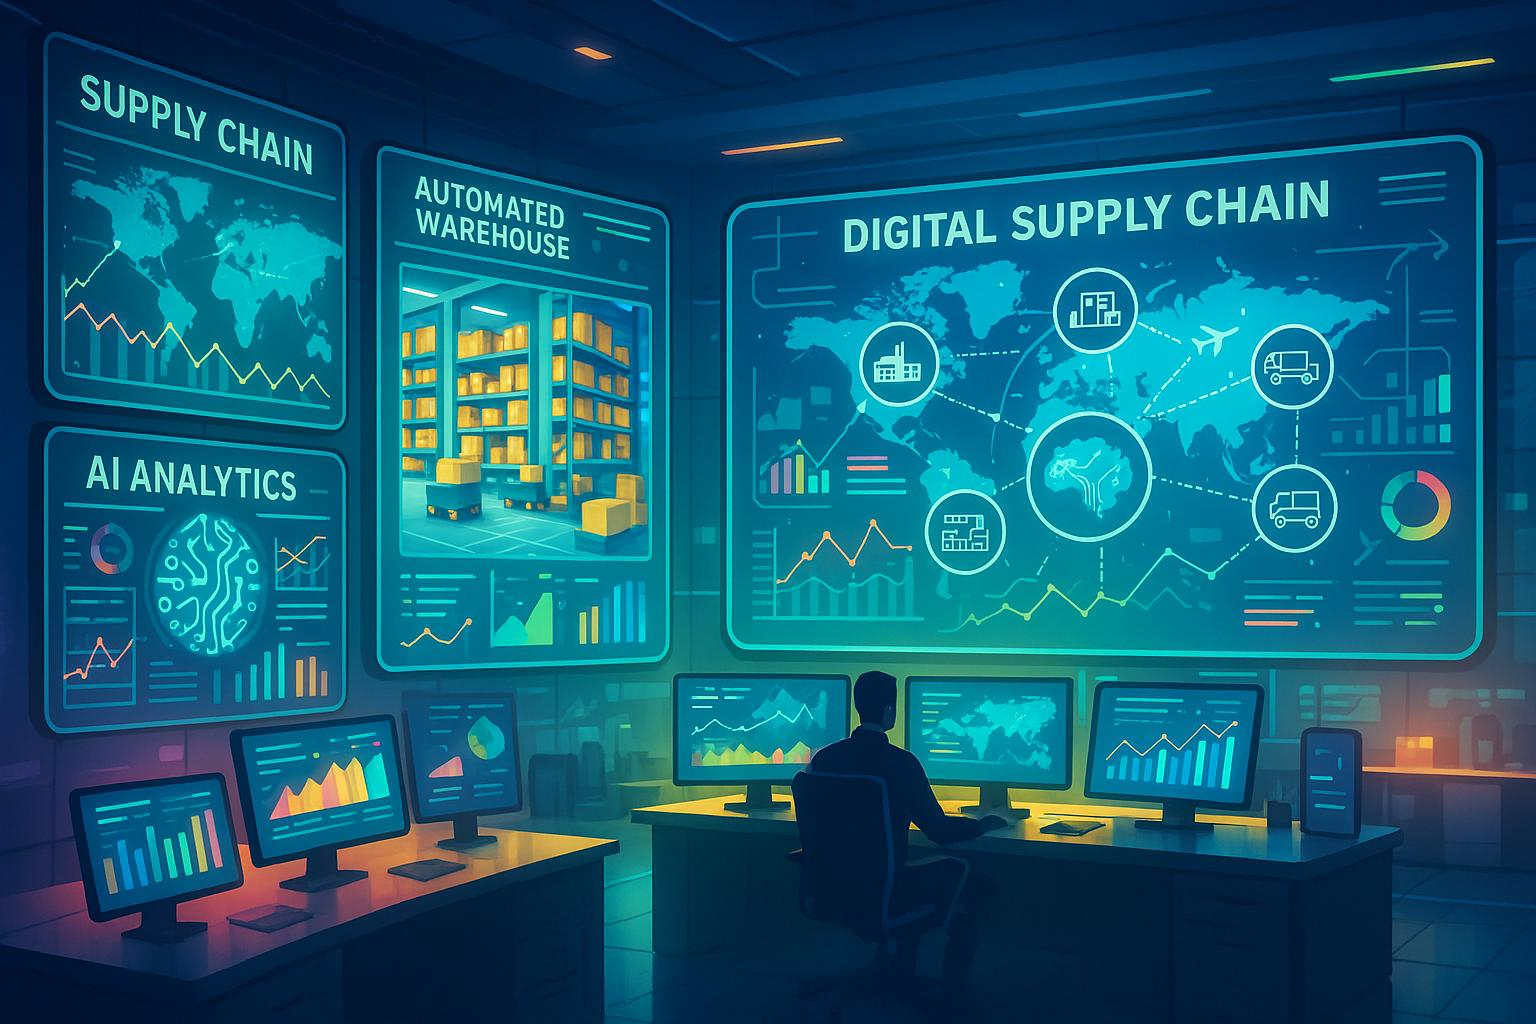 SUPPLY CHAIN
AUTOMATED
WAREHOUSE
DIGITAL SUPPLY CHAIN
AI ANALYTICS